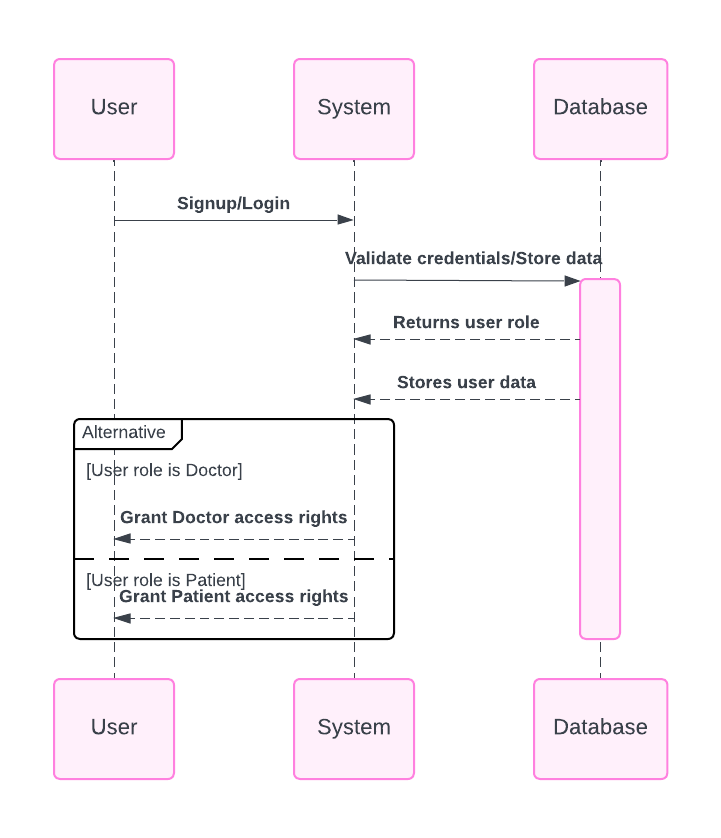 User
System
Database
Signup/Login
Validate credentials/Store data
Returns user role
Stores user data
Alternative
[User role is Doctor]
Grant Doctor access rights
[User role is Patient]
Grant Patient access rights
User
System
Database